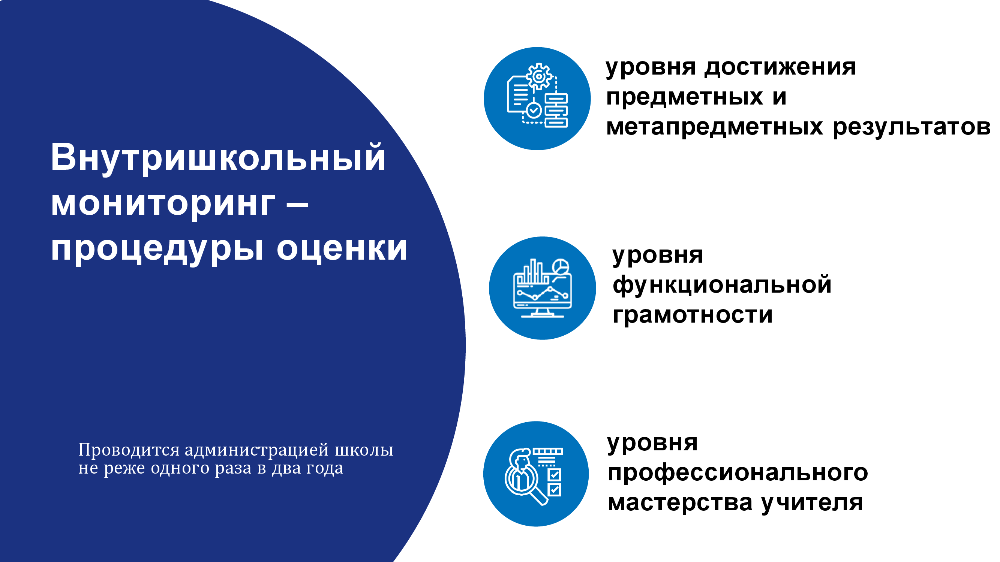 Внутришкольный
мониторинг –
процедуры оценки
Проводится администрацией школы
не реже одного раза в два года
уровня достижения
предметных и
метапредметных результатов
уровня
функциональной
грамотности
уровня
профессионального
мастерства учителя